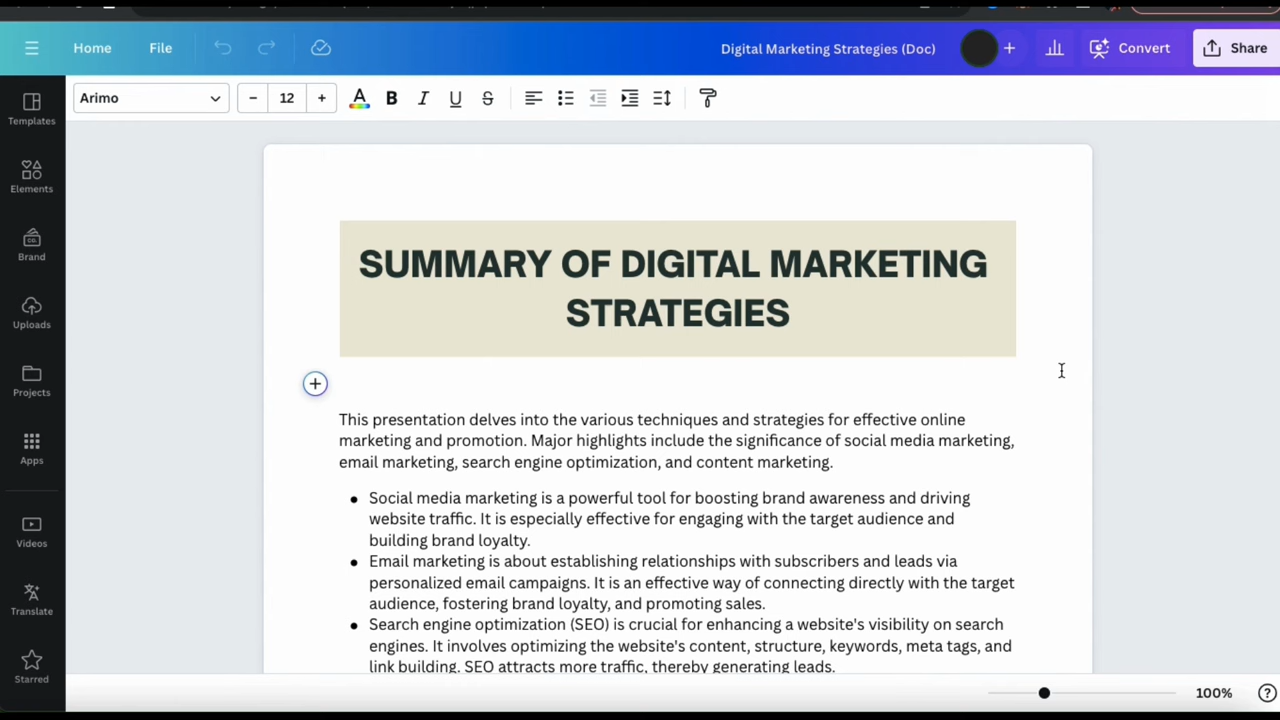 Home
File
Digital Marketing Strategies (Doc)
+
Convert
Share
Arimo
− 12 +
A B I U S
Templates
Elements
Brand
Uploads
Projects
Apps
Videos
Translate
Starred
SUMMARY OF DIGITAL MARKETING
STRATEGIES
This presentation delves into the various techniques and strategies for effective online
marketing and promotion. Major highlights include the significance of social media marketing,
email marketing, search engine optimization, and content marketing.
● Social media marketing is a powerful tool for boosting brand awareness and driving
website traffic. It is especially effective for engaging with the target audience and
building brand loyalty.
● Email marketing is about establishing relationships with subscribers and leads via
personalized email campaigns. It is an effective way of connecting directly with the target
audience, fostering brand loyalty, and promoting sales.
● Search engine optimization (SEO) is crucial for enhancing a website's visibility on search
engines. It involves optimizing the website's content, structure, keywords, meta tags, and
link building. SEO attracts more traffic, thereby generating leads.
100%
?